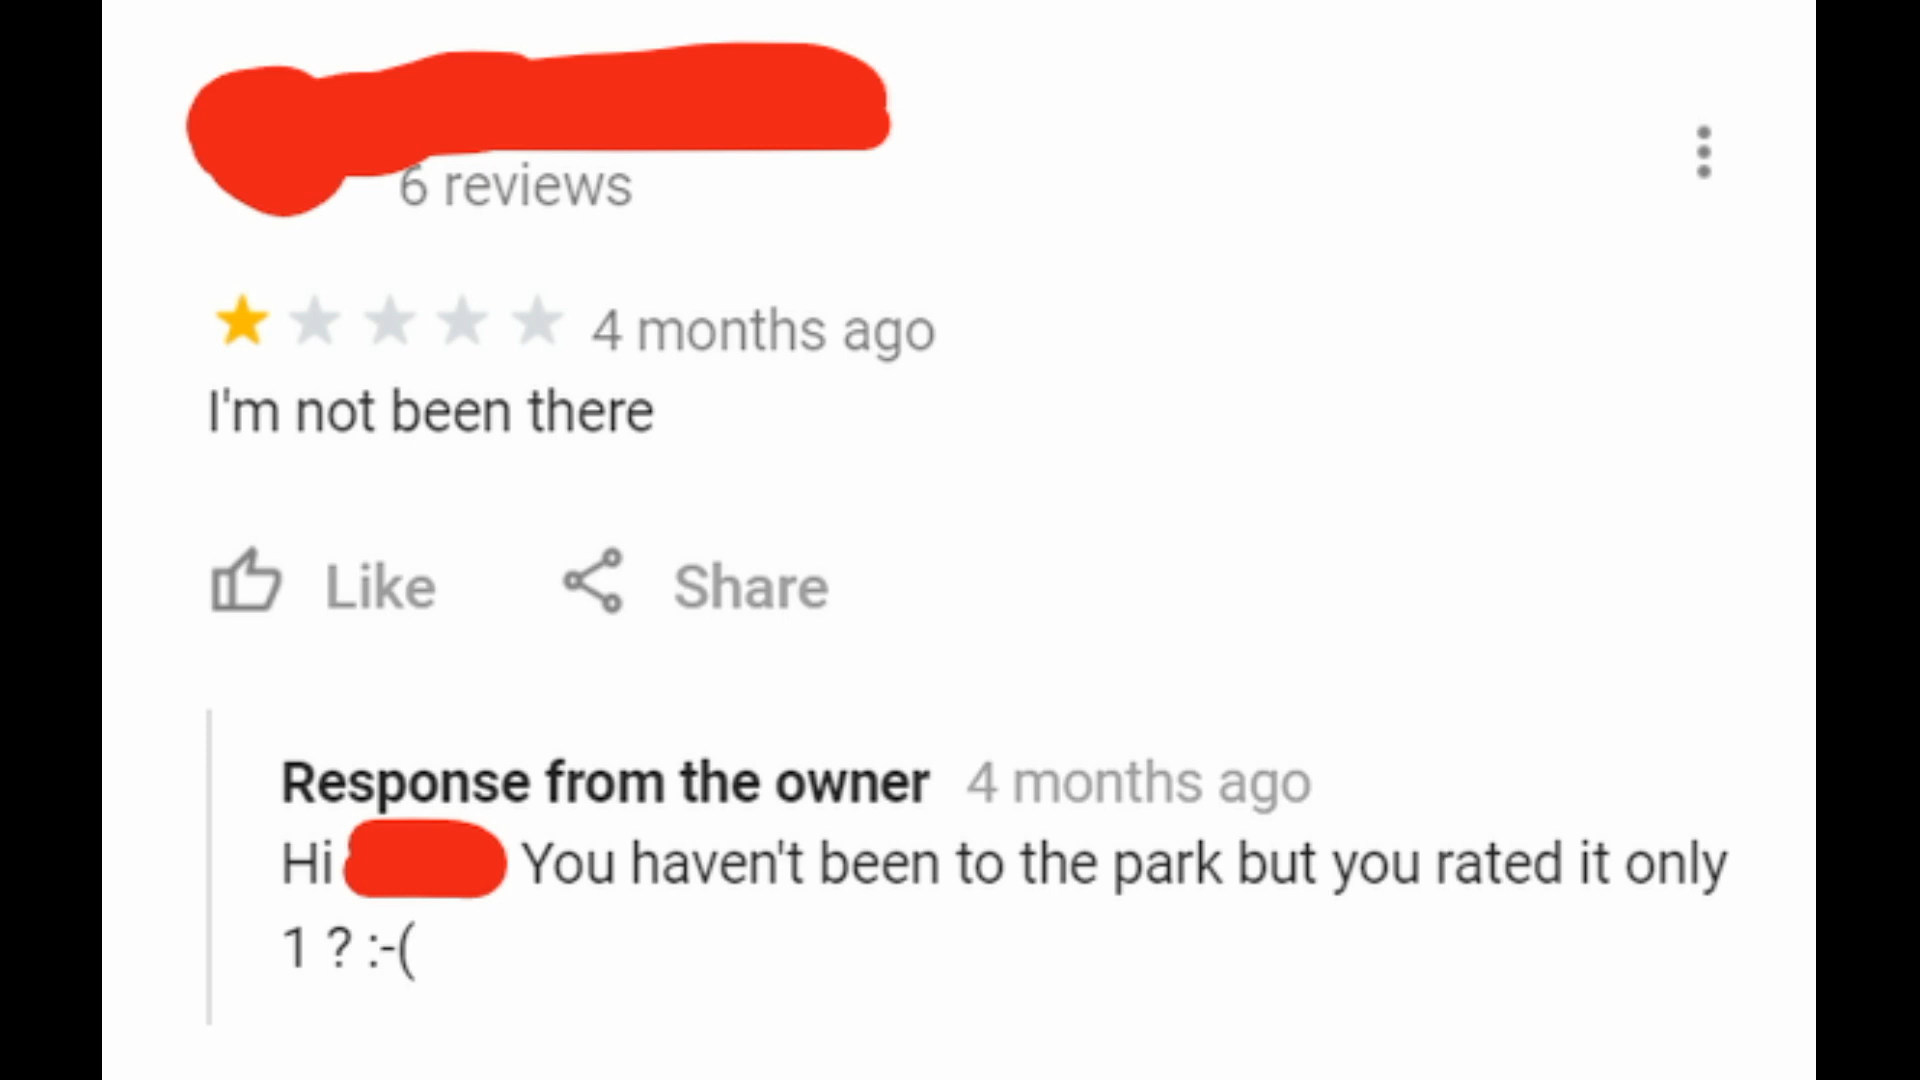 6 reviews
4 months ago
I'm not been there
Like Share
Response from the owner 4 months ago
Hi You haven't been to the park but you rated it only
1 ? :-(